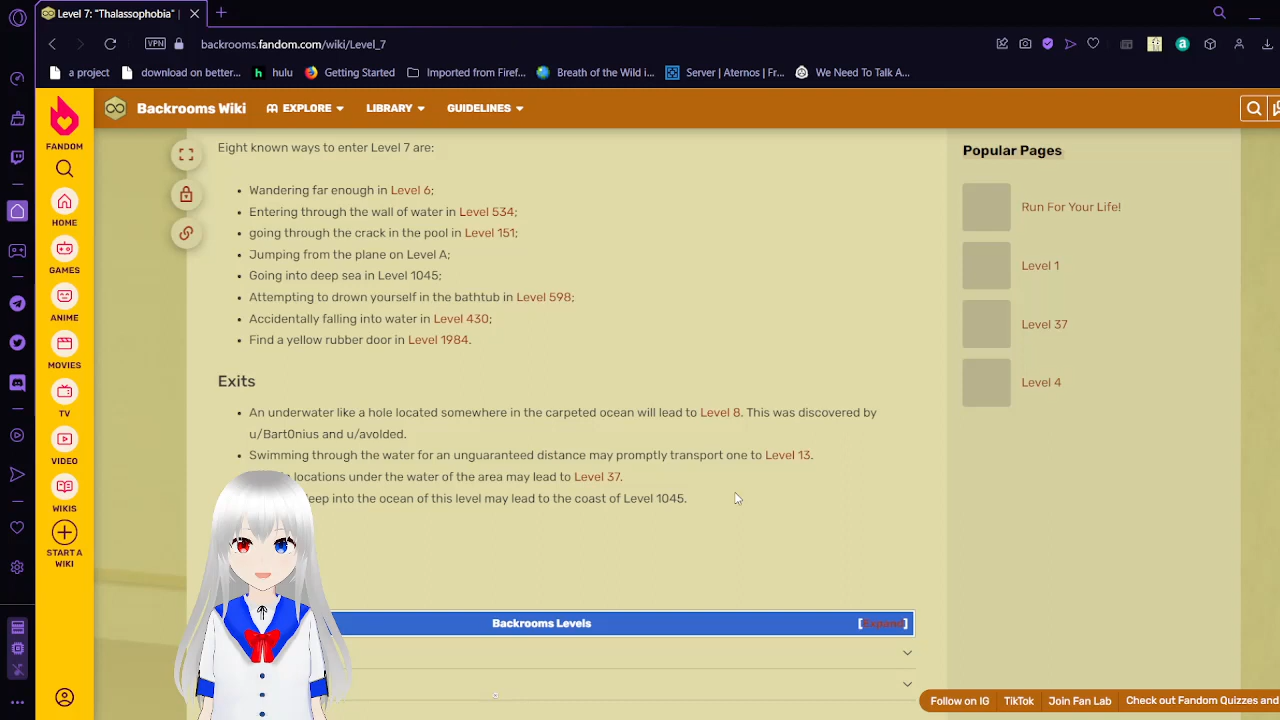 Level 7: "Thalassophobia"
VPN
backrooms.fandom.com/wiki/Level_7
a project
download on better...
hulu
Getting Started
Imported from Firef...
Breath of the Wild i...
Server | Aternos | Fr...
We Need To Talk A...
FANDOM
HOME
GAMES
ANIME
MOVIES
TV
VIDEO
WIKIS
START A
WIKI
Backrooms Wiki
EXPLORE
LIBRARY
GUIDELINES
Eight known ways to enter Level 7 are:
Wandering far enough in Level 6;
Entering through the wall of water in Level 534;
going through the crack in the pool in Level 151;
Jumping from the plane on Level A;
Going into deep sea in Level 1045;
Attempting to drown yourself in the bathtub in Level 598;
Accidentally falling into water in Level 430;
Find a yellow rubber door in Level 1984.
Exits
An underwater like a hole located somewhere in the carpeted ocean will lead to Level 8. This was discovered by
u/Bart0nius and u/avolded.
Swimming through the water for an unguaranteed distance may promptly transport one to Level 13.
locations under the water of the area may lead to Level 37.
into the ocean of this level may lead to the coast of Level 1045.
Backrooms Levels
[Expand]
Popular Pages
Run For Your Life!
Level 1
Level 37
Level 4
Follow on IG
TikTok
Join Fan Lab
Check out Fandom Quizzes and